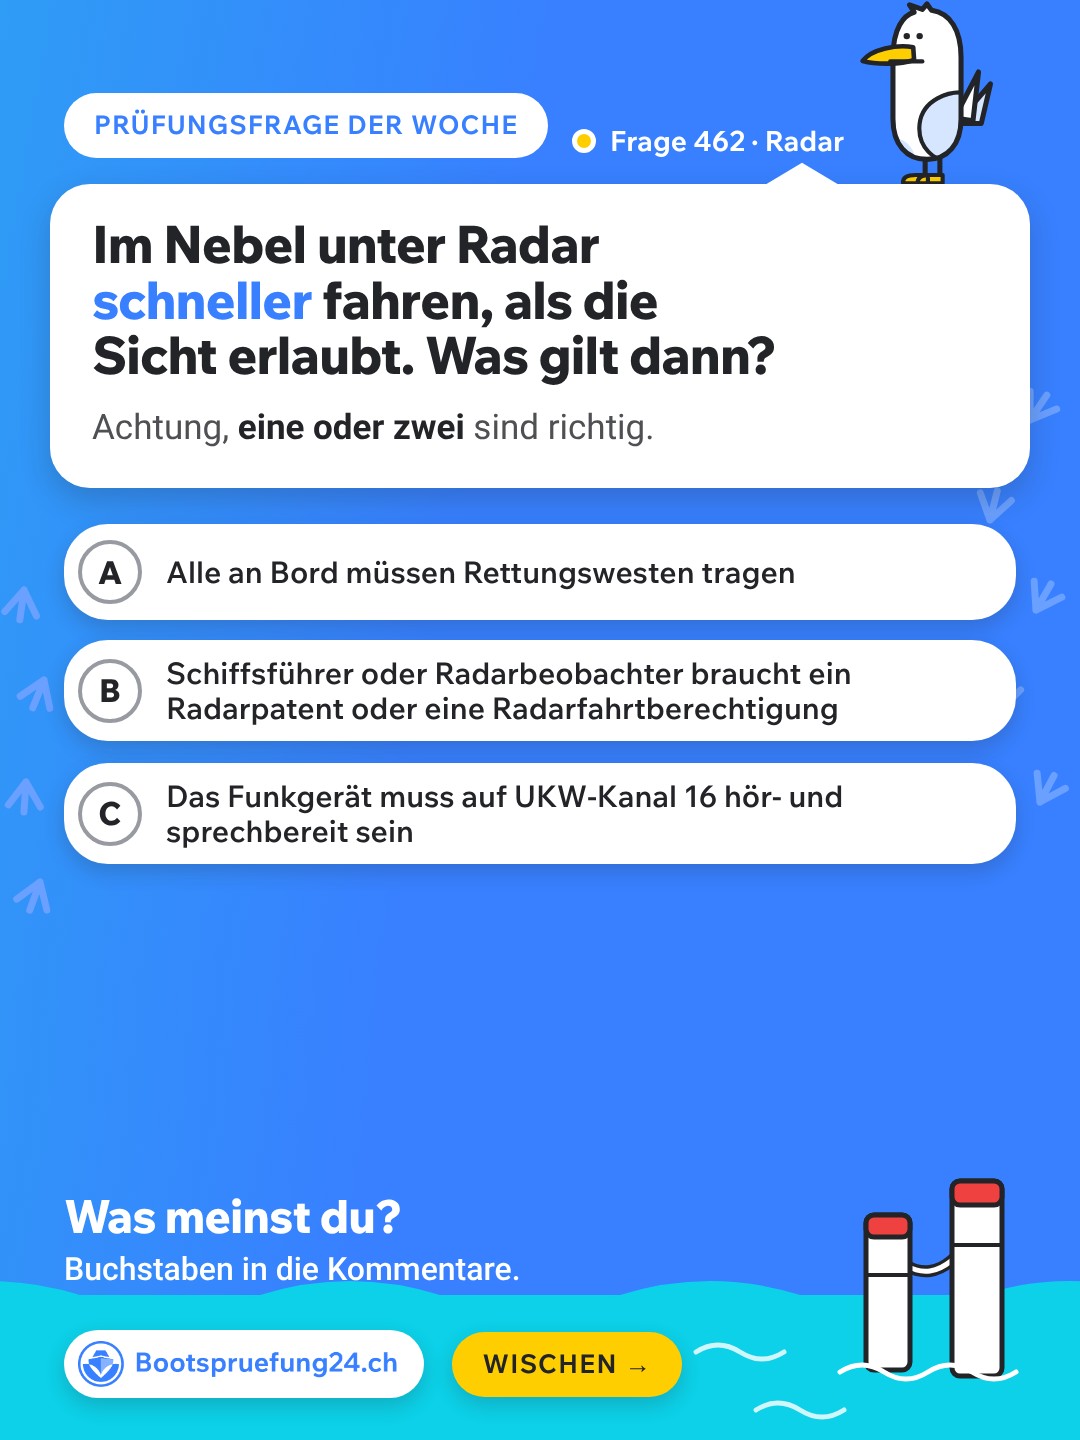 PRÜFUNGSFRAGE DER WOCHE
Frage 462 · Radar
Im Nebel unter Radar
schneller fahren, als die
Sicht erlaubt. Was gilt dann?
Achtung, eine oder zwei sind richtig.
A Alle an Bord müssen Rettungswesten tragen
B Schiffsführer oder Radarbeobachter braucht ein
Radarpatent oder eine Radarfahrtberechtigung
C Das Funkgerät muss auf UKW-Kanal 16 hör- und
sprechbereit sein
Was meinst du?
Buchstaben in die Kommentare.
Bootspruefung24.ch
WISCHEN →